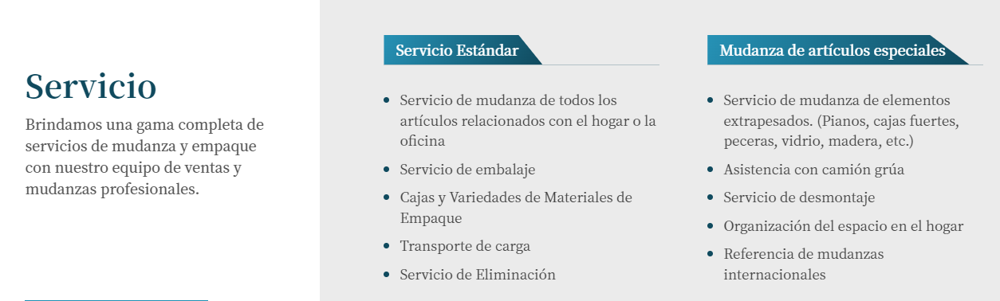 Servicio
Brindamos una gama completa de
servicios de mudanza y empaque
con nuestro equipo de ventas y
mudanzas profesionales.
Servicio Estándar
Servicio de mudanza de todos los
artículos relacionados con el hogar o la
oficina
Servicio de embalaje
Cajas y Variedades de Materiales de
Empaque
Transporte de carga
Servicio de Eliminación
Mudanza de artículos especiales
Servicio de mudanza de elementos
extrapesados. (Pianos, cajas fuertes,
peceras, vidrio, madera, etc.)
Asistencia con camión grúa
Servicio de desmontaje
Organización del espacio en el hogar
Referencia de mudanzas
internacionales